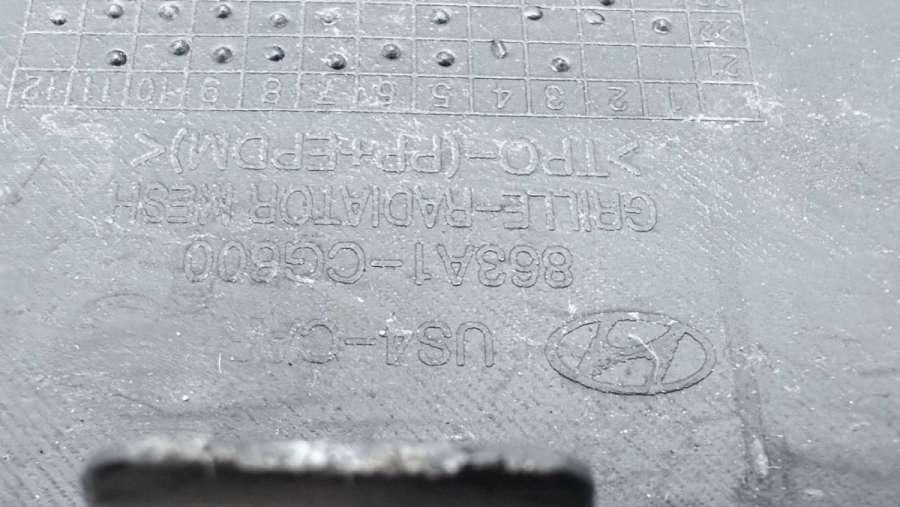 US4-C
863A1-CG600
GRILLE-RADIATOR MESH
>TPO-(PP+EPDM)<
1 2 3 4 5 6 7 8 9 10 11 12
21
22